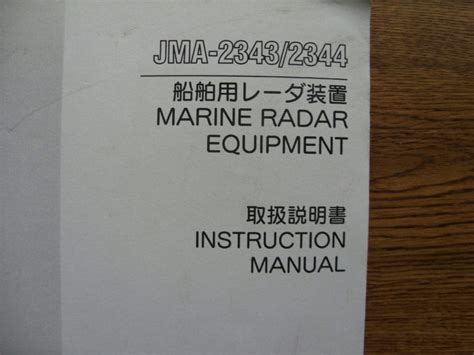 JMA-2343/2344
船舶用レーダ装置
MARINE RADAR
EQUIPMENT
取扱説明書
INSTRUCTION
MANUAL